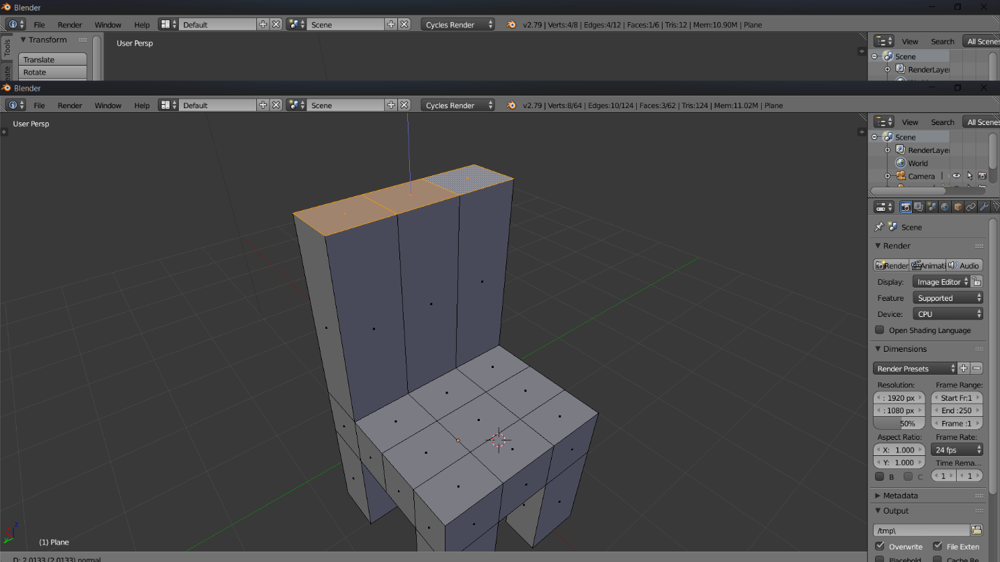 Blender
File Render Window Help Default Scene Cycles Render v2.79 | Verts:4/8 | Edges:4/12 | Faces:1/6 | Tris:12 | Mem:10.90M | Plane
Tools
Transform
User Persp
View Search All Scenes
Translate
Scene
Rotate
RenderLaye
Blender
File Render Window Help Default Scene Cycles Render v2.79 | Verts:8/64 | Edges:10/124 | Faces:3/62 | Tris:124 | Mem:11.02M | Plane
User Persp
View Search All Scenes
Scene
RenderLaye
World
Camera
Scene
Render
Render Animati Audio
Display: Image Editor
Feature Supported
Device: CPU
Open Shading Language
Dimensions
Render Presets
Resolution: Frame Range:
: 1920 px Start Fr:1
: 1080 px End :250
50% Frame :1
Aspect Ratio: Frame Rate:
X: 1.000 24 fps
Y: 1.000 Time Rema...
B C 1 1
Metadata
Output
/tmp\
Overwrite File Exten
Placehold Cache Re
(1) Plane
D: 2.0133 (2.0133) normal
z
y